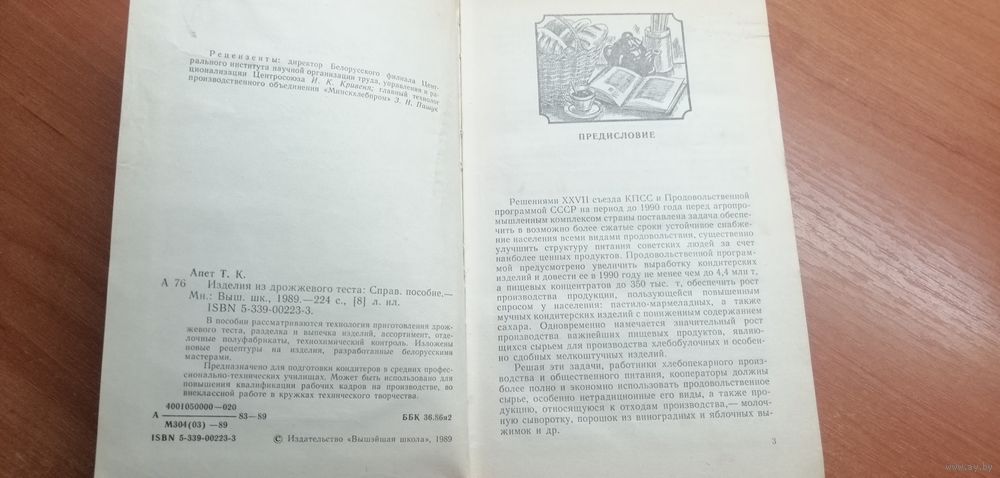 Рецензенты: директор Белорусского филиала Цент-
рального института научной организации труда, управления и ра-
ционализации Центросоюза И. К. Кривеня; главный технолог
производственного объединения «Минскхлебпром» З. И. Пашук
Апет Т. К.
А 76 Изделия из дрожжевого теста: Справ. пособие.—
Мн.: Выш. шк., 1989.—224 с., [8] л. ил.
ISBN 5-339-00223-3.
В пособии рассматриваются технология приготовления дрож-
жевого теста, разделка и выпечка изделий, ассортимент, отде-
лочные полуфабрикаты, технохимический контроль. Изложены
новые рецептуры на изделия, разработанные белорусскими
мастерами.
Предназначено для подготовки кондитеров в средних профес-
сионально-технических училищах. Может быть использовано для
повышения квалификации рабочих кадров на производстве, во
внеклассной работе в кружках технического творчества.
4001050000—020
А 83—89
М304(03)—89
ББК 36.86я2
ISBN 5-339-00223-3
© Издательство «Вышэйшая школа», 1989
ПРЕДИСЛОВИЕ
Решениями XXVII съезда КПСС и Продовольственной
программой СССР на период до 1990 года перед агропро-
мышленным комплексом страны поставлена задача обеспе-
чить в возможно более сжатые сроки устойчивое снабже-
ние населения всеми видами продовольствия, существенно
улучшить структуру питания советских людей за счет
наиболее ценных продуктов. Продовольственной програм-
мой предусмотрено увеличить выработку кондитерских
изделий и довести ее в 1990 году не менее чем до 4,4 млн т,
а пищевых концентратов до 350 тыс. т, обеспечить рост
производства продукции, пользующейся повышенным
спросом у населения: пастило-мармеладных, а также
мучных кондитерских изделий с пониженным содержанием
сахара. Одновременно намечается значительный рост
производства важнейших пищевых продуктов, являю-
щихся сырьем для производства хлебобулочных и особен-
но сдобных мелкоштучных изделий.
Решая эти задачи, работники хлебопекарного произ-
водства и общественного питания, кооператоры должны
более полно и экономно использовать продовольственное
сырье, особенно нетрадиционные его виды, а также про-
дукцию, относящуюся к отходам производства,— молоч-
ную сыворотку, порошок из виноградных и яблочных вы-
жимок и др.
3
www.ay.by